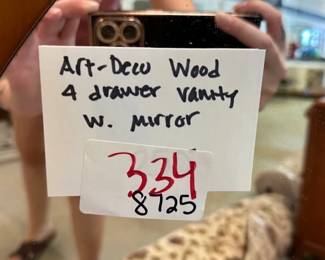 Art-Deco Wood
4 drawer vanity
w. mirror
334
8725